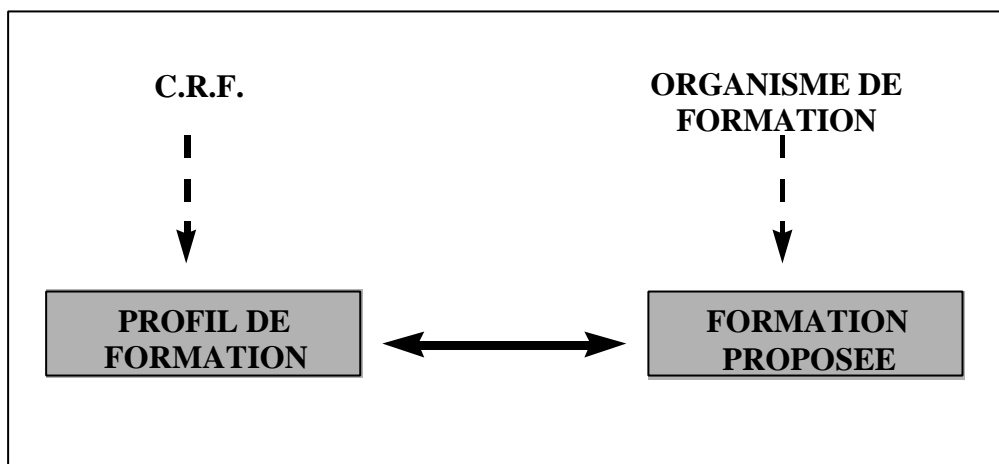 C.R.F.
ORGANISME DE
FORMATION
PROFIL DE
FORMATION
FORMATION
PROPOSEE